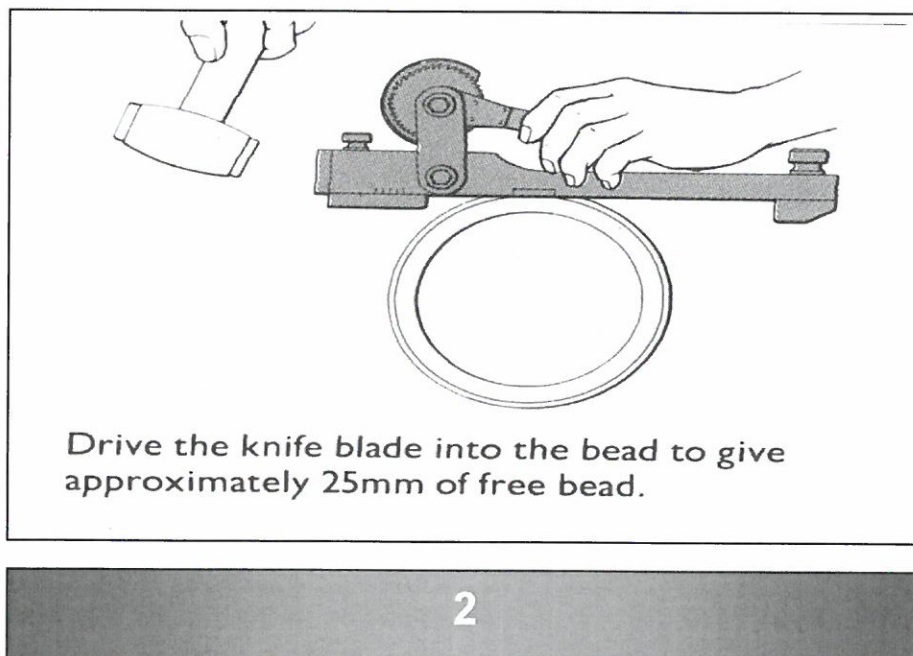 Drive the knife blade into the bead to give
approximately 25mm of free bead.
2